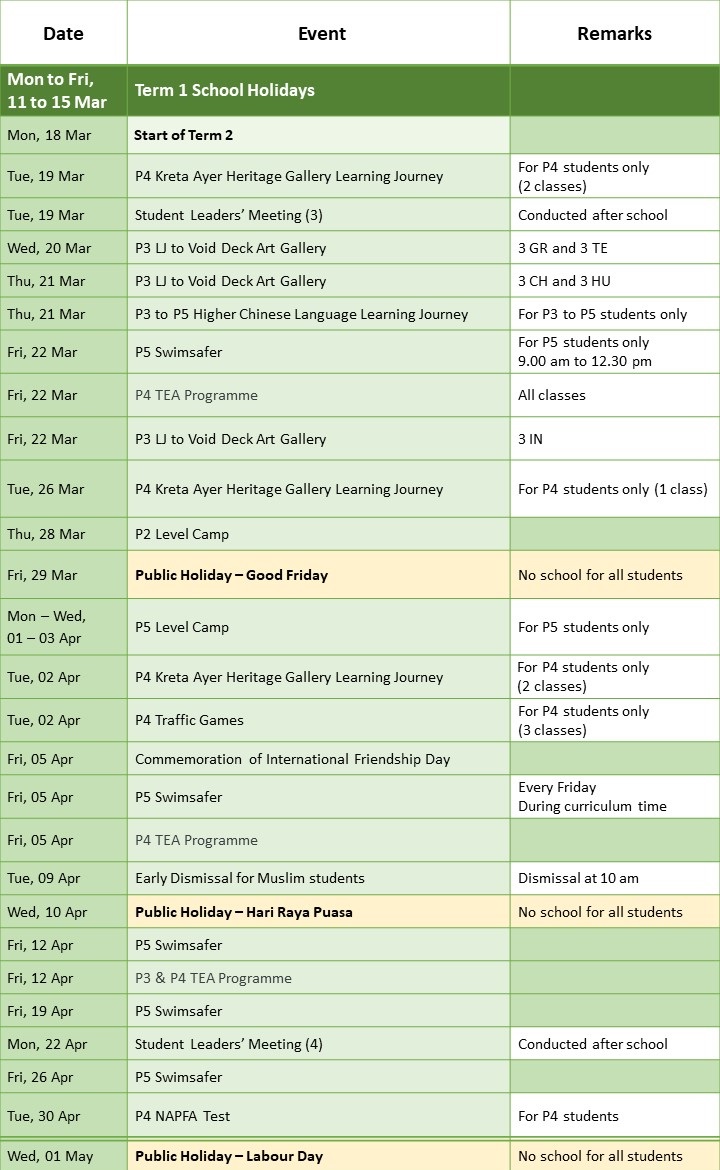 Date Event Remarks
Mon to Fri,
11 to 15 Mar Term 1 School Holidays
Mon, 18 Mar Start of Term 2
Tue, 19 Mar P4 Kreta Ayer Heritage Gallery Learning Journey For P4 students only
(2 classes)
Tue, 19 Mar Student Leaders’ Meeting (3) Conducted after school
Wed, 20 Mar P3 LJ to Void Deck Art Gallery 3 GR and 3 TE
Thu, 21 Mar P3 LJ to Void Deck Art Gallery 3 CH and 3 HU
Thu, 21 Mar P3 to P5 Higher Chinese Language Learning Journey For P3 to P5 students only
Fri, 22 Mar P5 Swimsafer For P5 students only
9.00 am to 12.30 pm
Fri, 22 Mar P4 TEA Programme All classes
Fri, 22 Mar P3 LJ to Void Deck Art Gallery 3 IN
Tue, 26 Mar P4 Kreta Ayer Heritage Gallery Learning Journey For P4 students only (1 class)
Thu, 28 Mar P2 Level Camp
Fri, 29 Mar Public Holiday – Good Friday No school for all students
Mon – Wed,
01 – 03 Apr P5 Level Camp For P5 students only
Tue, 02 Apr P4 Kreta Ayer Heritage Gallery Learning Journey For P4 students only
(2 classes)
Tue, 02 Apr P4 Traffic Games For P4 students only
(3 classes)
Fri, 05 Apr Commemoration of International Friendship Day
Fri, 05 Apr P5 Swimsafer Every Friday
During curriculum time
Fri, 05 Apr P4 TEA Programme
Tue, 09 Apr Early Dismissal for Muslim students Dismissal at 10 am
Wed, 10 Apr Public Holiday – Hari Raya Puasa No school for all students
Fri, 12 Apr P5 Swimsafer
Fri, 12 Apr P3 & P4 TEA Programme
Fri, 19 Apr P5 Swimsafer
Mon, 22 Apr Student Leaders’ Meeting (4) Conducted after school
Fri, 26 Apr P5 Swimsafer
Tue, 30 Apr P4 NAPFA Test For P4 students
Wed, 01 May Public Holiday – Labour Day No school for all students